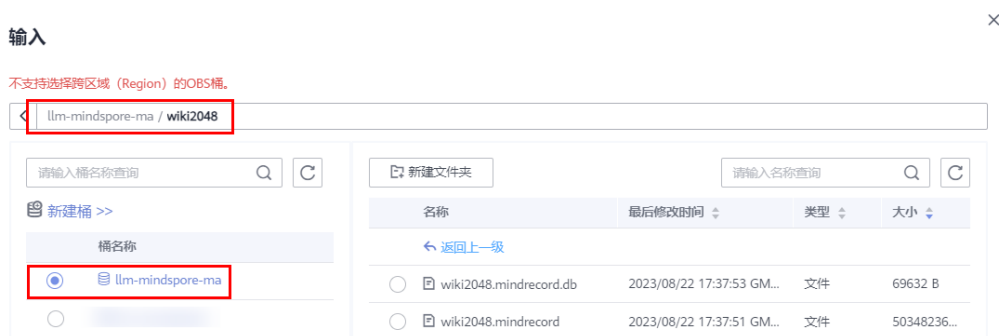 输入
不支持选择跨区域（Region）的OBS桶。
llm-mindspore-ma / wiki2048
请输入桶名称查询
新建桶 >>
桶名称
llm-mindspore-ma
新建文件夹
请输入名称查询
名称 最后修改时间 类型 大小
返回上一级
wiki2048.mindrecord.db 2023/08/22 17:37:53 GM... 文件 69632 B
wiki2048.mindrecord 2023/08/22 17:37:51 GM... 文件 50348236...